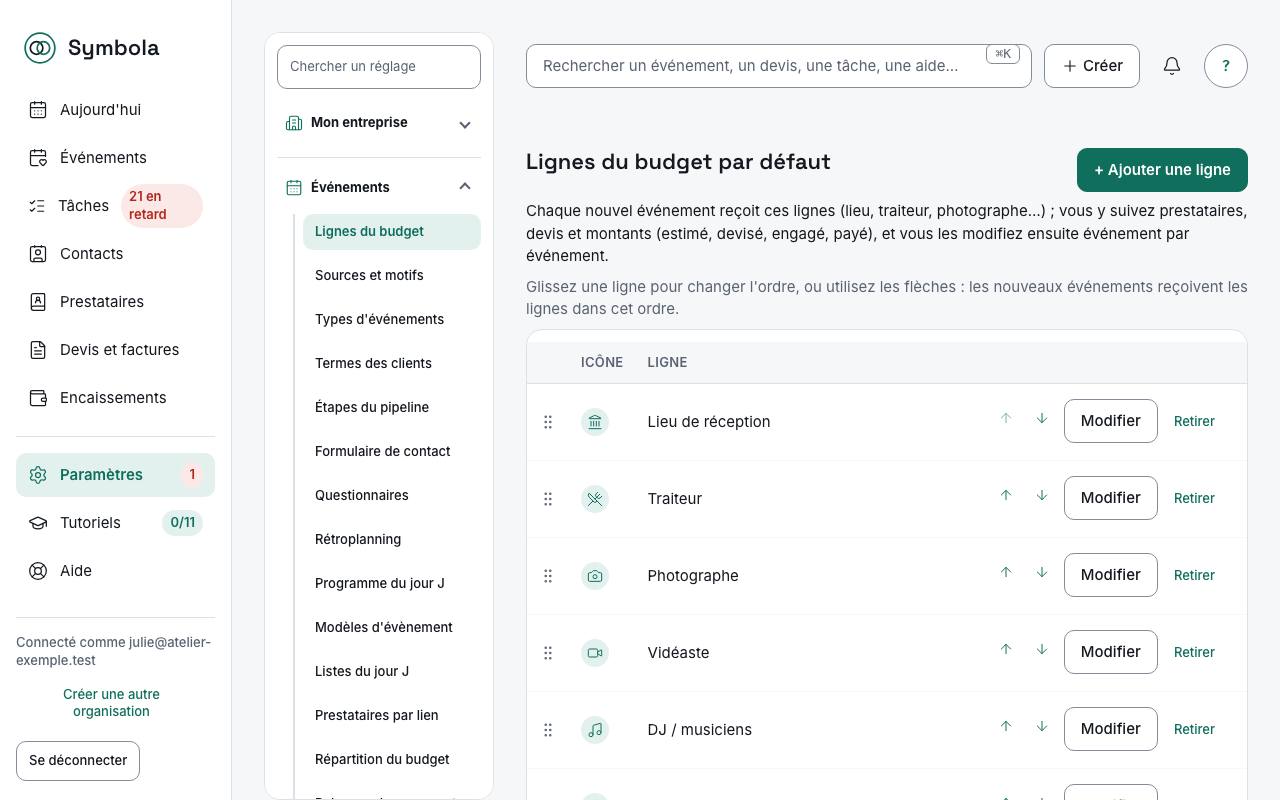 Symbola
Aujourd'hui
Événements
Tâches
21 en
retard
Contacts
Prestataires
Devis et factures
Encaissements
Paramètres
1
Tutoriels
0/11
Aide
Connecté comme julie@atelier-
exemple.test
Créer une autre
organisation
Se déconnecter
Chercher un réglage
Mon entreprise
Événements
Lignes du budget
Sources et motifs
Types d'événements
Termes des clients
Étapes du pipeline
Formulaire de contact
Questionnaires
Rétroplanning
Programme du jour J
Modèles d'évènement
Listes du jour J
Prestataires par lien
Répartition du budget
Rechercher un événement, un devis, une tâche, une aide...
⌘K
+ Créer
?
Lignes du budget par défaut
+ Ajouter une ligne
Chaque nouvel événement reçoit ces lignes (lieu, traiteur, photographe...) ; vous y suivez prestataires,
devis et montants (estimé, devisé, engagé, payé), et vous les modifiez ensuite événement par
événement.
Glissez une ligne pour changer l'ordre, ou utilisez les flèches : les nouveaux événements reçoivent les
lignes dans cet ordre.
ICÔNE LIGNE
Lieu de réception ↑ ↓ Modifier Retirer
Traiteur ↑ ↓ Modifier Retirer
Photographe ↑ ↓ Modifier Retirer
Vidéaste ↑ ↓ Modifier Retirer
DJ / musiciens ↑ ↓ Modifier Retirer